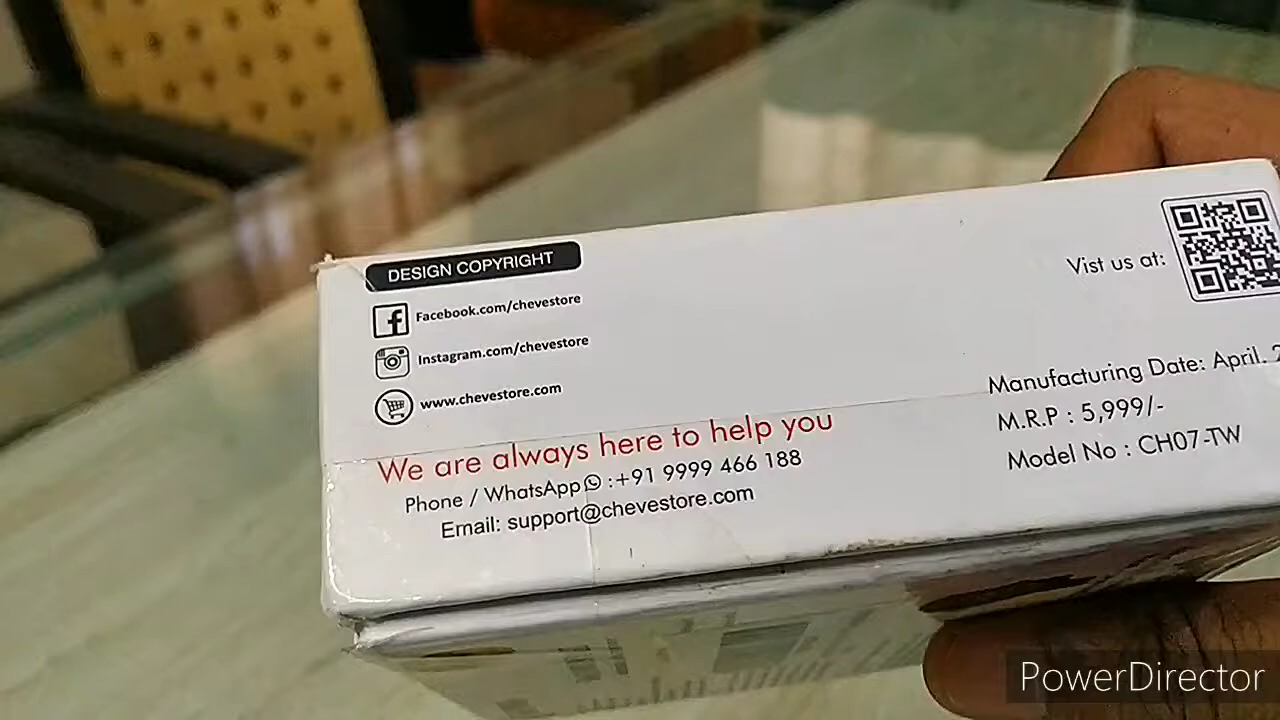 DESIGN COPYRIGHT
Facebook.com/chevestore
Instagram.com/chevestore
www.chevestore.com
We are always here to help you
Phone / WhatsApp :+91 9999 466 188
Email: support@chevestore.com
Vist us at:
Manufacturing Date: April.
M.R.P : 5,999/-
Model No : CH07-TW
PowerDirector